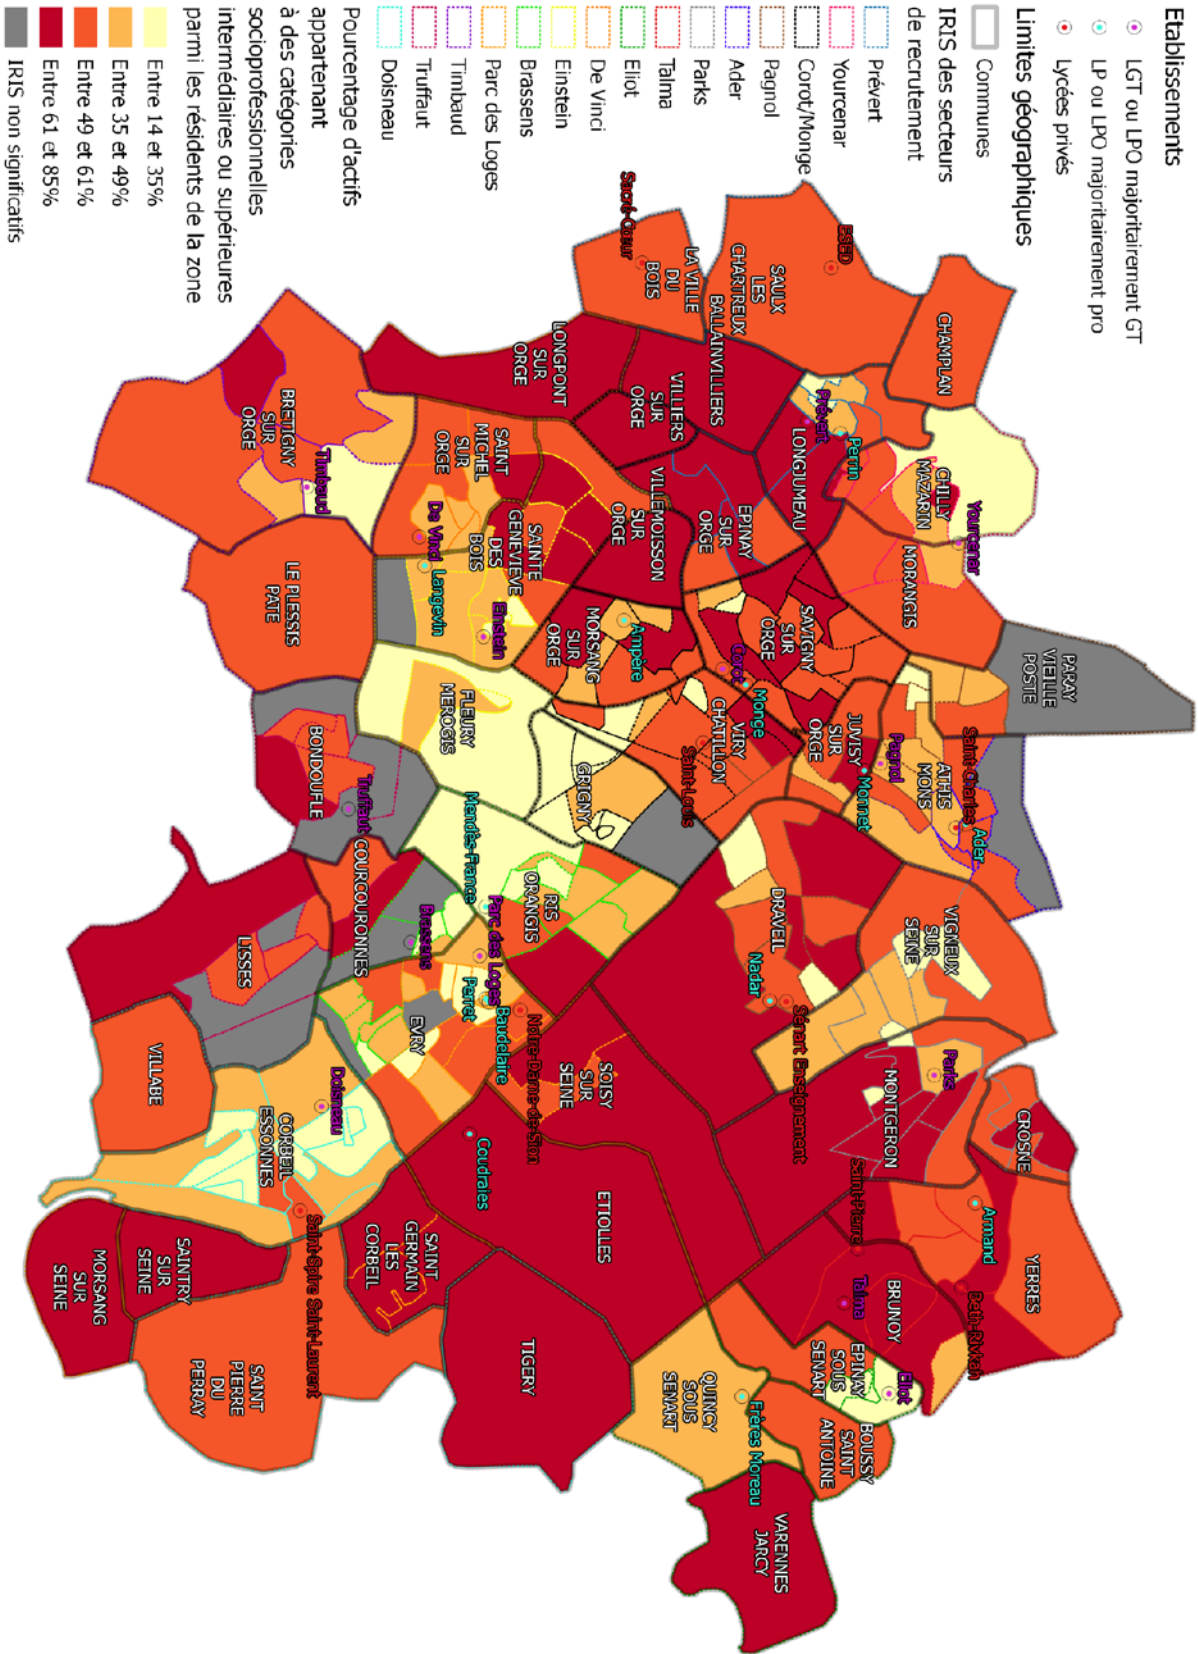 Etablissements
LGT ou LPO majoritairement GT
LP ou LPO majoritairement pro
Lycées privés
Limites géographiques
Communes
IRIS des secteurs
de recrutement
Prévert
Yourcenar
Corot/Monge
Pagnol
Ader
Parks
Talma
Eliot
De Vinci
Einstein
Brassens
Parc des Loges
Timbaud
Truffaut
Doisneau
Pourcentage d'actifs
appartenant
à des catégories
socioprofessionnelles
intermédiaires ou supérieures
parmi les résidents de la zone
Entre 14 et 35%
Entre 35 et 49%
Entre 49 et 61%
Entre 61 et 85%
IRIS non significatifs
CHAMPLAN
ESED
SAULX
LES
CHARTREUX
Sacré-Cœur
LA VILLE
DU
BOIS
BALLAINVILLIERS
LONGPONT
SUR
ORGE
VILLIERS
SUR
ORGE
Prévert
Perrin
LONGJUMEAU
CHILLY
MAZARIN
Yourcenar
MORANGIS
EPINAY
SUR
ORGE
VILLEMOISSON
SUR
ORGE
SAINT
MICHEL
SUR
ORGE
BRETIGNY
SUR
ORGE
Timbaud
De Vinci
Langevin
SAINTE
GENEVIEVE
DES
BOIS
Einstein
LE PLESSIS
PATE
PARAY
VIEILLE
POSTE
SAVIGNY
SUR
ORGE
Corot
Monge
MORSANG
SUR
ORGE
Ampère
JUVISY
SUR
ORGE
VIRY
CHATILLON
Saint-Louis
FLEURY
MEROGIS
GRIGNY
BONDOUFLE
Truffaut
Pagnol
Monnet
ATHIS
MONS
Saint-Charles
Ader
COURCOURONNES
Mendès-France
RIS
ORANGIS
Parc des Loges
Brassens
DRAVEIL
Nadar
Sénart Enseignement
VIGNEUX
SUR
SEINE
LISSES
EVRY
Perret
Baudelaire
Notre-Dame-de-Sion
SOISY
SUR
SEINE
VILLABE
Doisneau
CORBEIL
ESSONNES
Parks
MONTGERON
CROSNE
Coudraies
ETIOLLES
Saint-Pierre
Armand
YERRES
Beth-Rivkah
Talma
BRUNOY
Saint-Spire Saint-Laurent
SAINT
GERMAIN
LES
CORBEIL
SAINTRY
SUR
SEINE
MORSANG
SUR
SEINE
TIGERY
SAINT
PIERRE
DU
PERRAY
EPINAY
SOUS
SENART
Eliot
QUINCY
SOUS
SENART
Frères Moreau
BOUSSY
SAINT
ANTOINE
VARENNES
JARCY